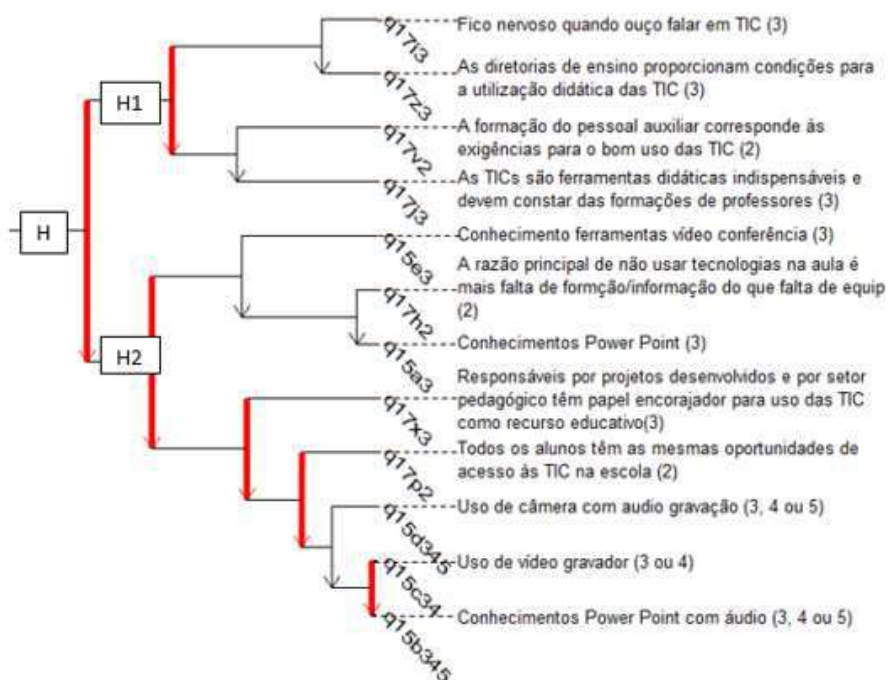 q17i3 Fico nervoso quando ouço falar em TIC (3)
q17z3 As diretorias de ensino proporcionam condições para
a utilização didática das TIC (3)
H1
q17v2 A formação do pessoal auxiliar corresponde às
exigências para o bom uso das TIC (2)
q17j3 As TICs são ferramentas didáticas indispensáveis e
devem constar das formações de professores (3)
H
q15e3 Conhecimento ferramentas vídeo conferência (3)
q17h2 A razão principal de não usar tecnologias na aula é
mais falta de formção/informação do que falta de equip
(2)
H2
q15a3 Conhecimentos Power Point (3)
q17x3 Responsáveis por projetos desenvolvidos e por setor
pedagógico têm papel encorajador para uso das TIC
como recurso educativo(3)
q17p2 Todos os alunos têm as mesmas oportunidades de
acesso às TIC na escola (2)
q15d345 Uso de câmera com audio gravação (3, 4 ou 5)
q15c34 Uso de vídeo gravador (3 ou 4)
q15b345 Conhecimentos Power Point com áudio (3, 4 ou 5)